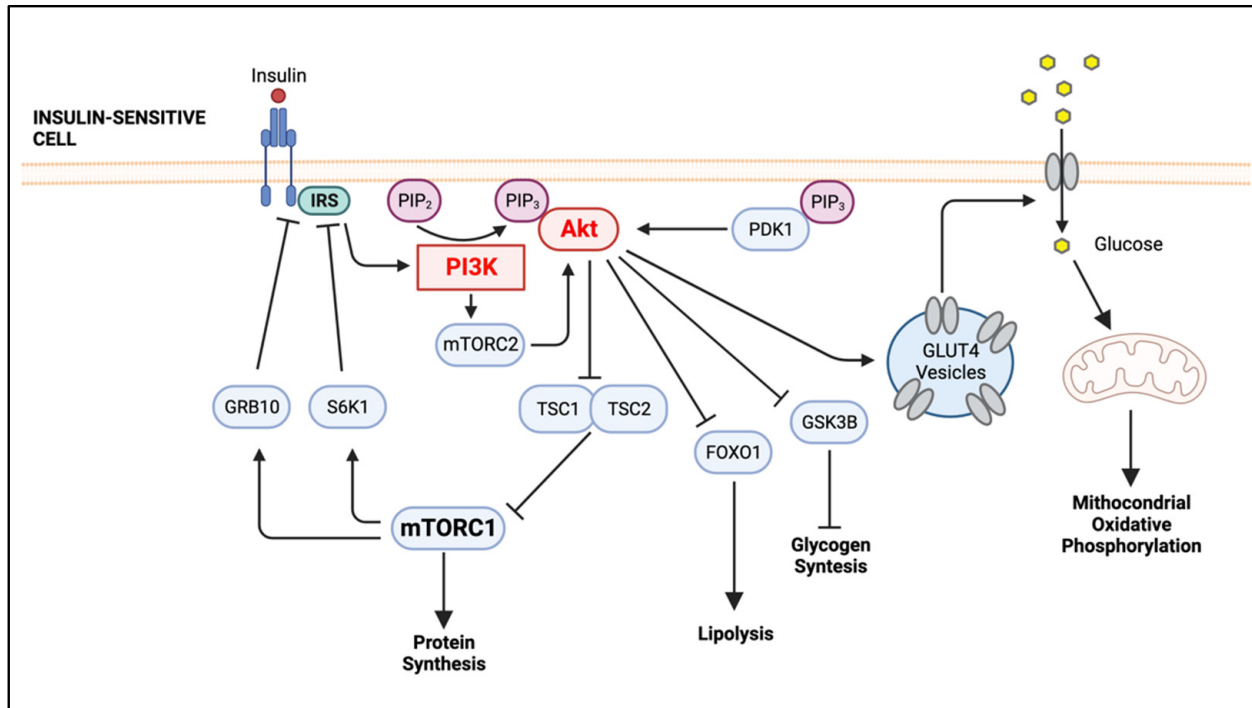 Insulin
INSULIN-SENSITIVE
CELL
IRS
PIP₂
PIP₃
Akt
PDK1
PIP₃
PI3K
Glucose
mTORC2
GLUT4
Vesicles
GRB10
S6K1
TSC1
TSC2
GSK3B
FOXO1
mTORC1
Mithocondrial
Oxidative
Phosphorylation
Glycogen
Syntesis
Protein
Synthesis
Lipolysis